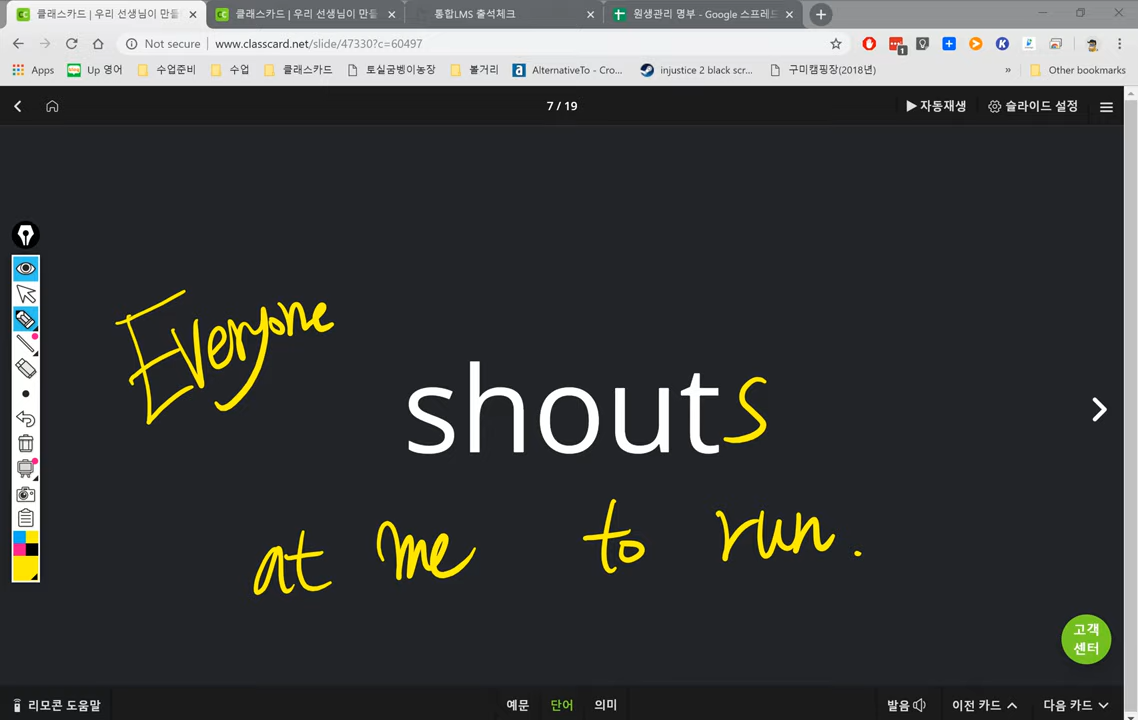 클래스카드 | 우리 선생님이 만들 클래스카드 | 우리 선생님이 만들 통합LMS 출석체크 원생관리 명부 - Google 스프레드
Not secure | www.classcard.net/slide/47330?c=60497
Apps Up 영어 수업준비 수업 클래스카드 토실굼벵이농장 볼거리 AlternativeTo - Cro... injustice 2 black scr... 구미캠핑장(2018년) » Other bookmarks
7 / 19 자동재생 슬라이드 설정
Everyone
shouts
at me to run.
고객
센터
리모콘 도움말 예문 단어 의미 발음 이전 카드 다음 카드